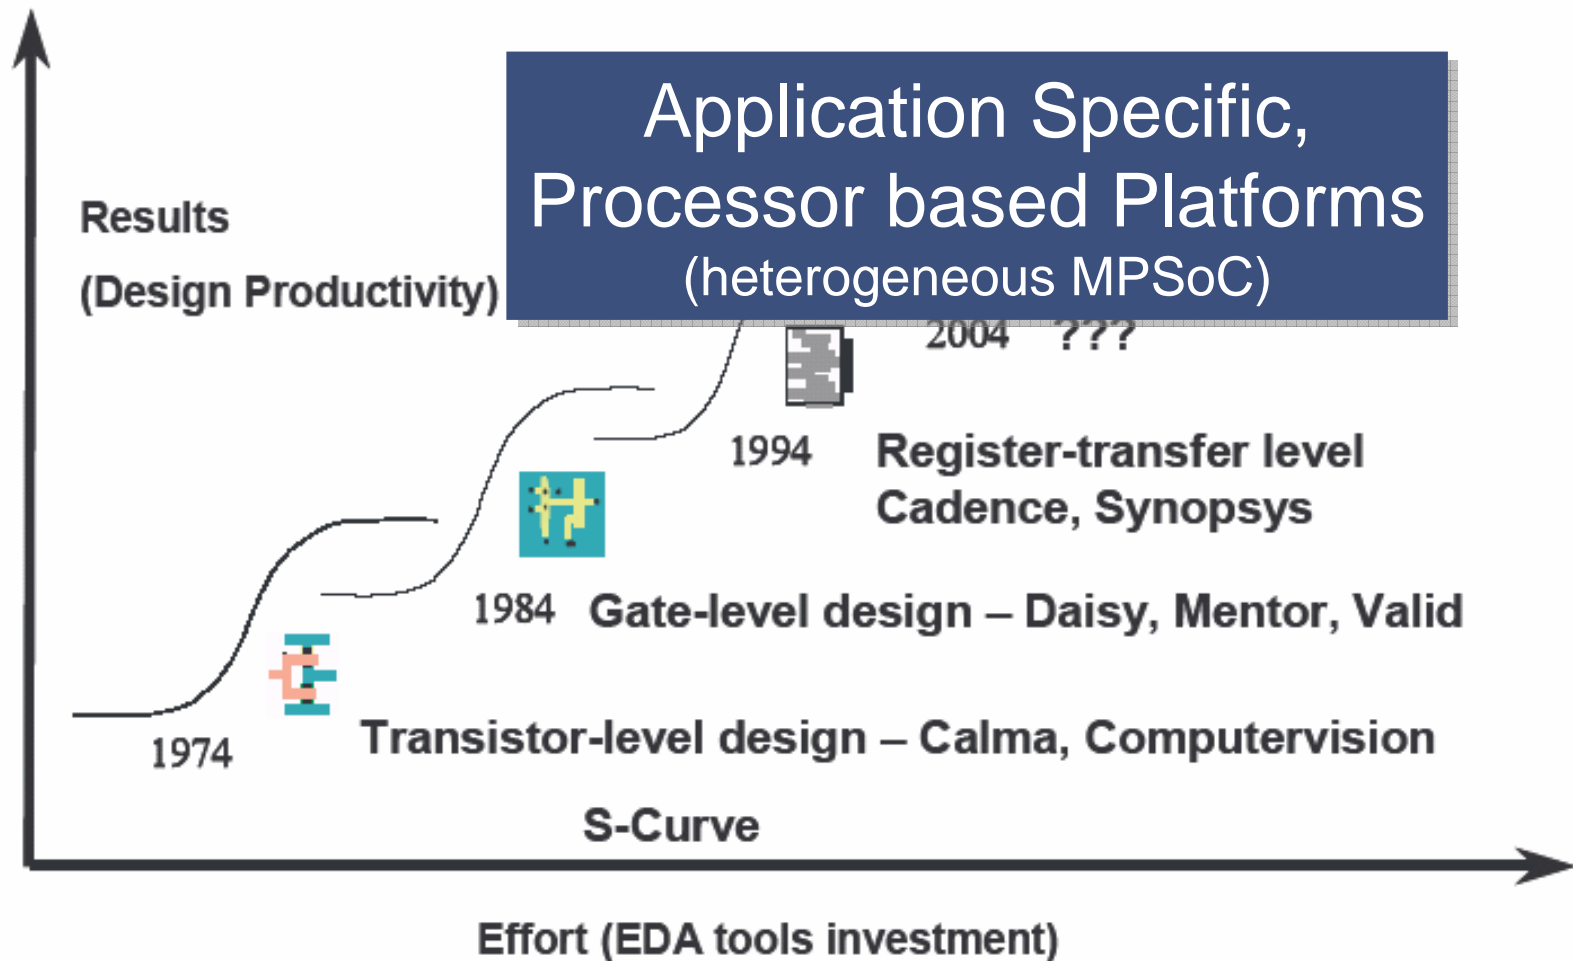 Application Specific,
Processor based Platforms
(heterogeneous MPSoC)
Results
(Design Productivity)
2004 ???
1994 Register-transfer level
Cadence, Synopsys
1984 Gate-level design – Daisy, Mentor, Valid
1974 Transistor-level design – Calma, Computervision
S-Curve
Effort (EDA tools investment)